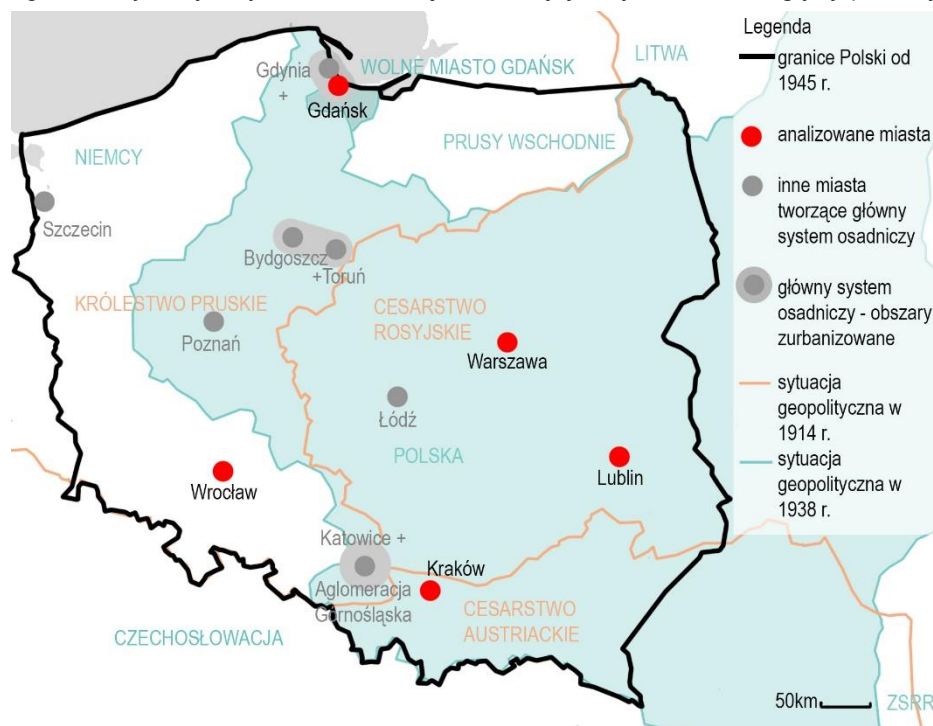 Legenda
granice Polski od
1945 r.
analizowane miasta
inne miasta
tworzące główny
system osadniczy
główny system
osadniczy - obszary
zurbanizowane
sytuacja
geopolityczna w
1914 r.
sytuacja
geopolityczna w
1938 r.
LITWA
WOLNE MIASTO GDAŃSK
Gdynia
+
Gdańsk
NIEMCY
PRUSY WSCHODNIE
Szczecin
Bydgoszcz
+Toruń
KRÓLESTWO PRUSKIE
CESARSTWO
ROSYJSKIE
Poznań
Warszawa
Łódź
POLSKA
Wrocław
Lublin
Katowice +
Aglomeracja
Górnośląska
Kraków
CESARSTWO
AUSTRIACKIE
CZECHOSŁOWACJA
50km
ZSRR